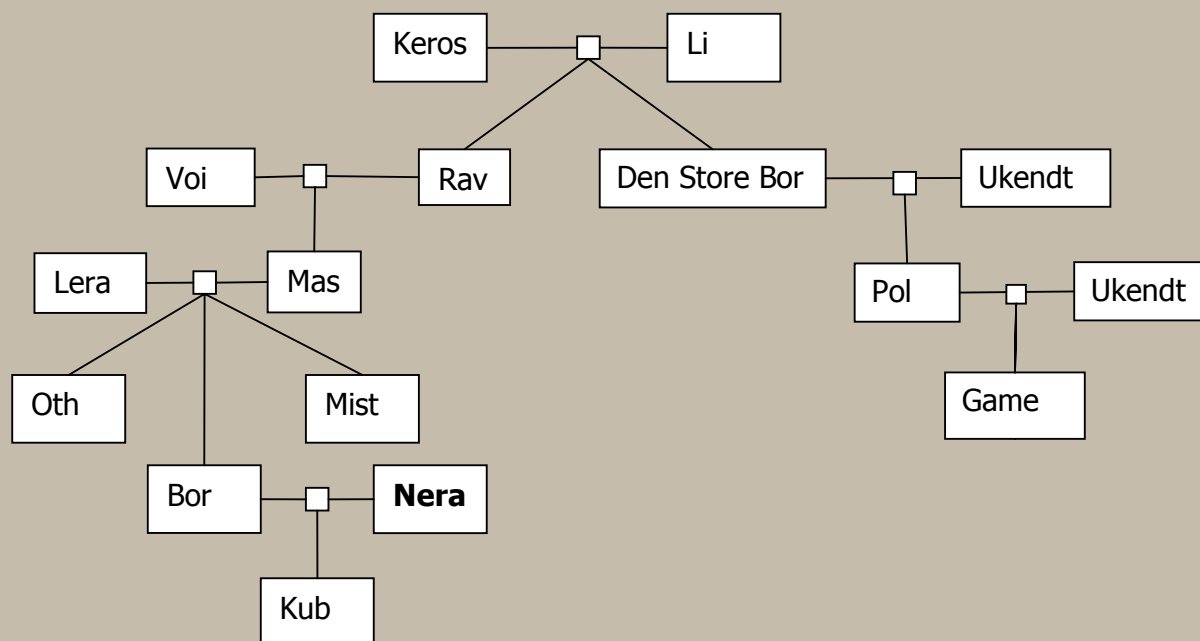 Keros
Li
Voi
Rav
Den Store Bor
Ukendt
Lera
Mas
Pol
Ukendt
Oth
Mist
Game
Bor
Nera
Kub